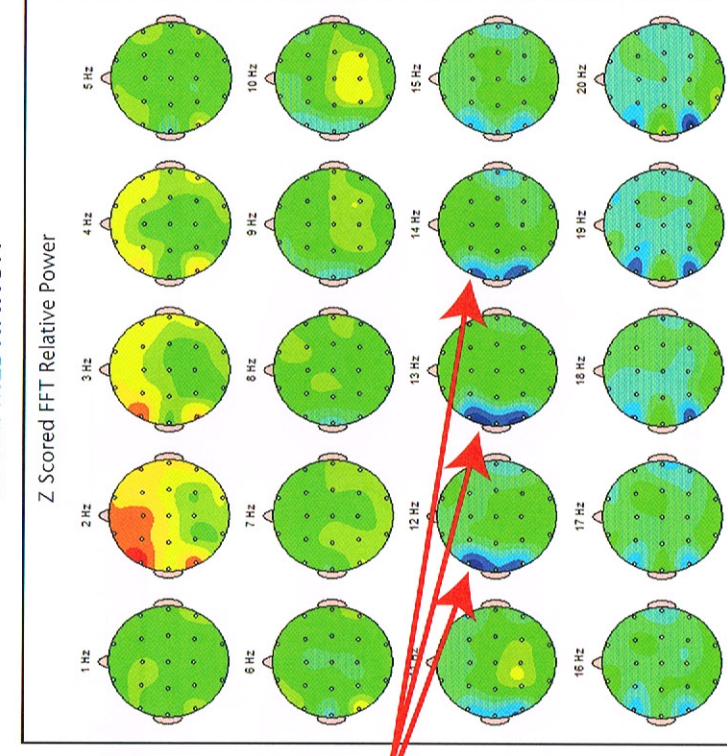 Z Scored FFT Relative Power
1 Hz
2 Hz
3 Hz
4 Hz
5 Hz
6 Hz
7 Hz
8 Hz
9 Hz
10 Hz
12 Hz
13 Hz
14 Hz
15 Hz
16 Hz
17 Hz
18 Hz
19 Hz
20 Hz